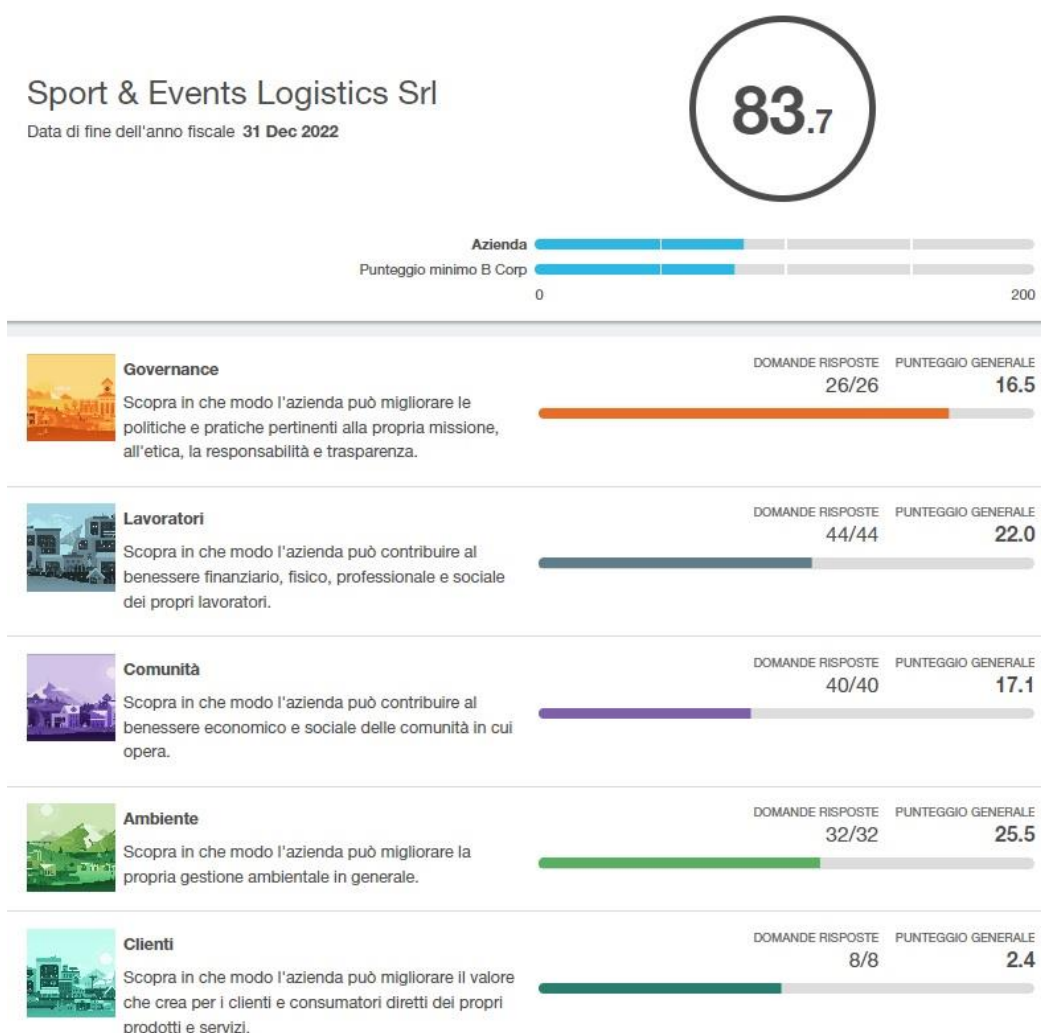 Sport & Events Logistics Srl
Data di fine dell'anno fiscale 31 Dec 2022
83.7
Azienda
Punteggio minimo B Corp
0 200
Governance
Scopra in che modo l'azienda può migliorare le
politiche e pratiche pertinenti alla propria missione,
all'etica, la responsabilità e trasparenza.
DOMANDE RISPOSTE PUNTEGGIO GENERALE
26/26 16.5
Lavoratori
Scopra in che modo l'azienda può contribuire al
benessere finanziario, fisico, professionale e sociale
dei propri lavoratori.
DOMANDE RISPOSTE PUNTEGGIO GENERALE
44/44 22.0
Comunità
Scopra in che modo l'azienda può contribuire al
benessere economico e sociale delle comunità in cui
opera.
DOMANDE RISPOSTE PUNTEGGIO GENERALE
40/40 17.1
Ambiente
Scopra in che modo l'azienda può migliorare la
propria gestione ambientale in generale.
DOMANDE RISPOSTE PUNTEGGIO GENERALE
32/32 25.5
Clienti
Scopra in che modo l'azienda può migliorare il valore
che crea per i clienti e consumatori diretti dei propri
prodotti e servizi.
DOMANDE RISPOSTE PUNTEGGIO GENERALE
8/8 2.4